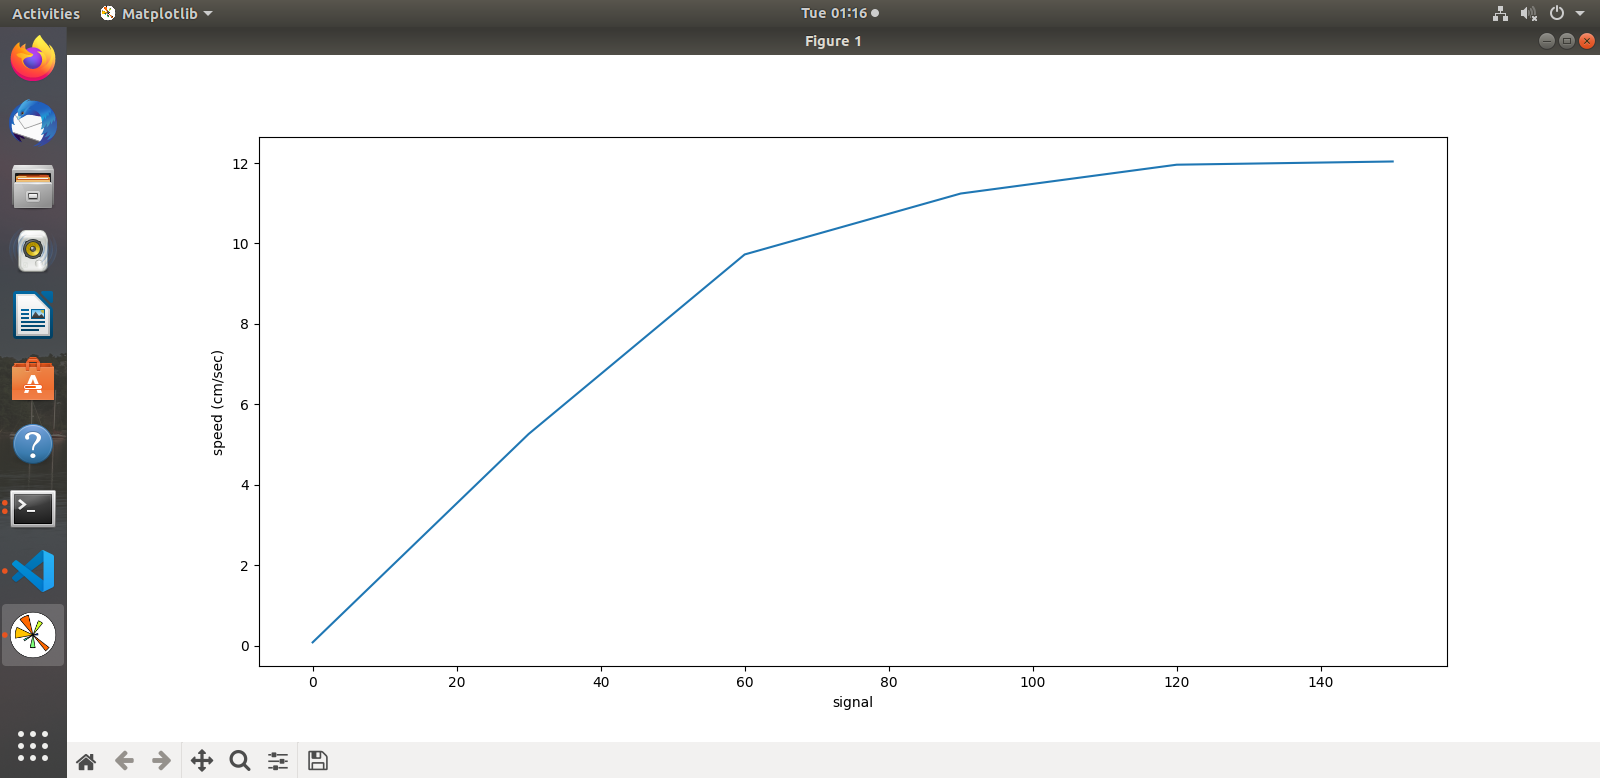 Activities
Matplotlib
Tue 01:16
Figure 1
12
10
8
6
4
2
0
speed (cm/sec)
0 20 40 60 80 100 120 140
signal